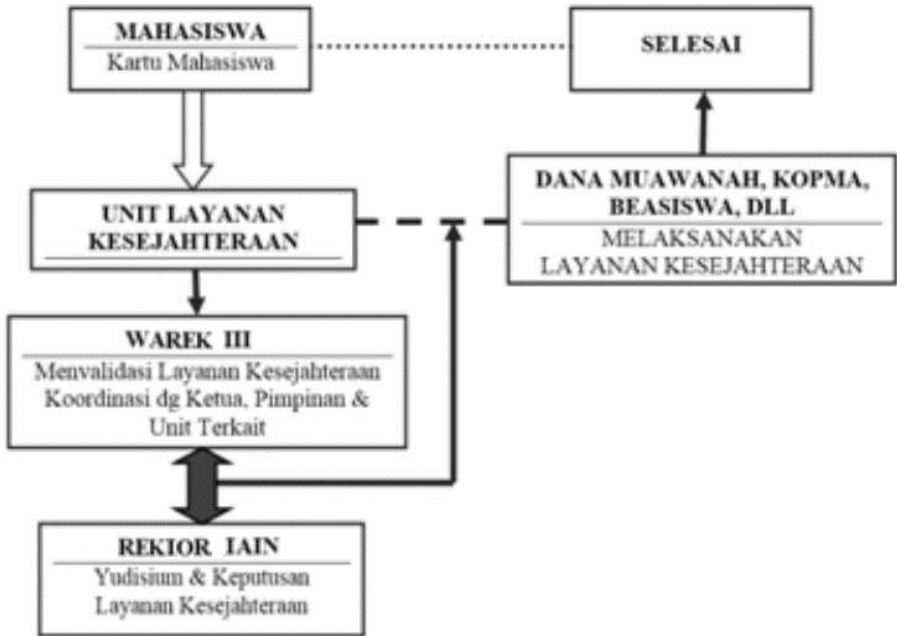 MAHASISWA
Kartu Mahasiswa
SELESAI
UNIT LAYANAN
KESEJAHTERAAN
DANA MUAWANAH, KOPMA,
BEASISWA, DLL
MELAKSANAKAN
LAYANAN KESEJAHTERAAN
WAREK III
Menvalidasi Layanan Kesejahteraan
Koordinasi dg Ketua, Pimpinan &
Unit Terkait
REKIOR IAIN
Yudisium & Keputusan
Layanan Kesejahteraan